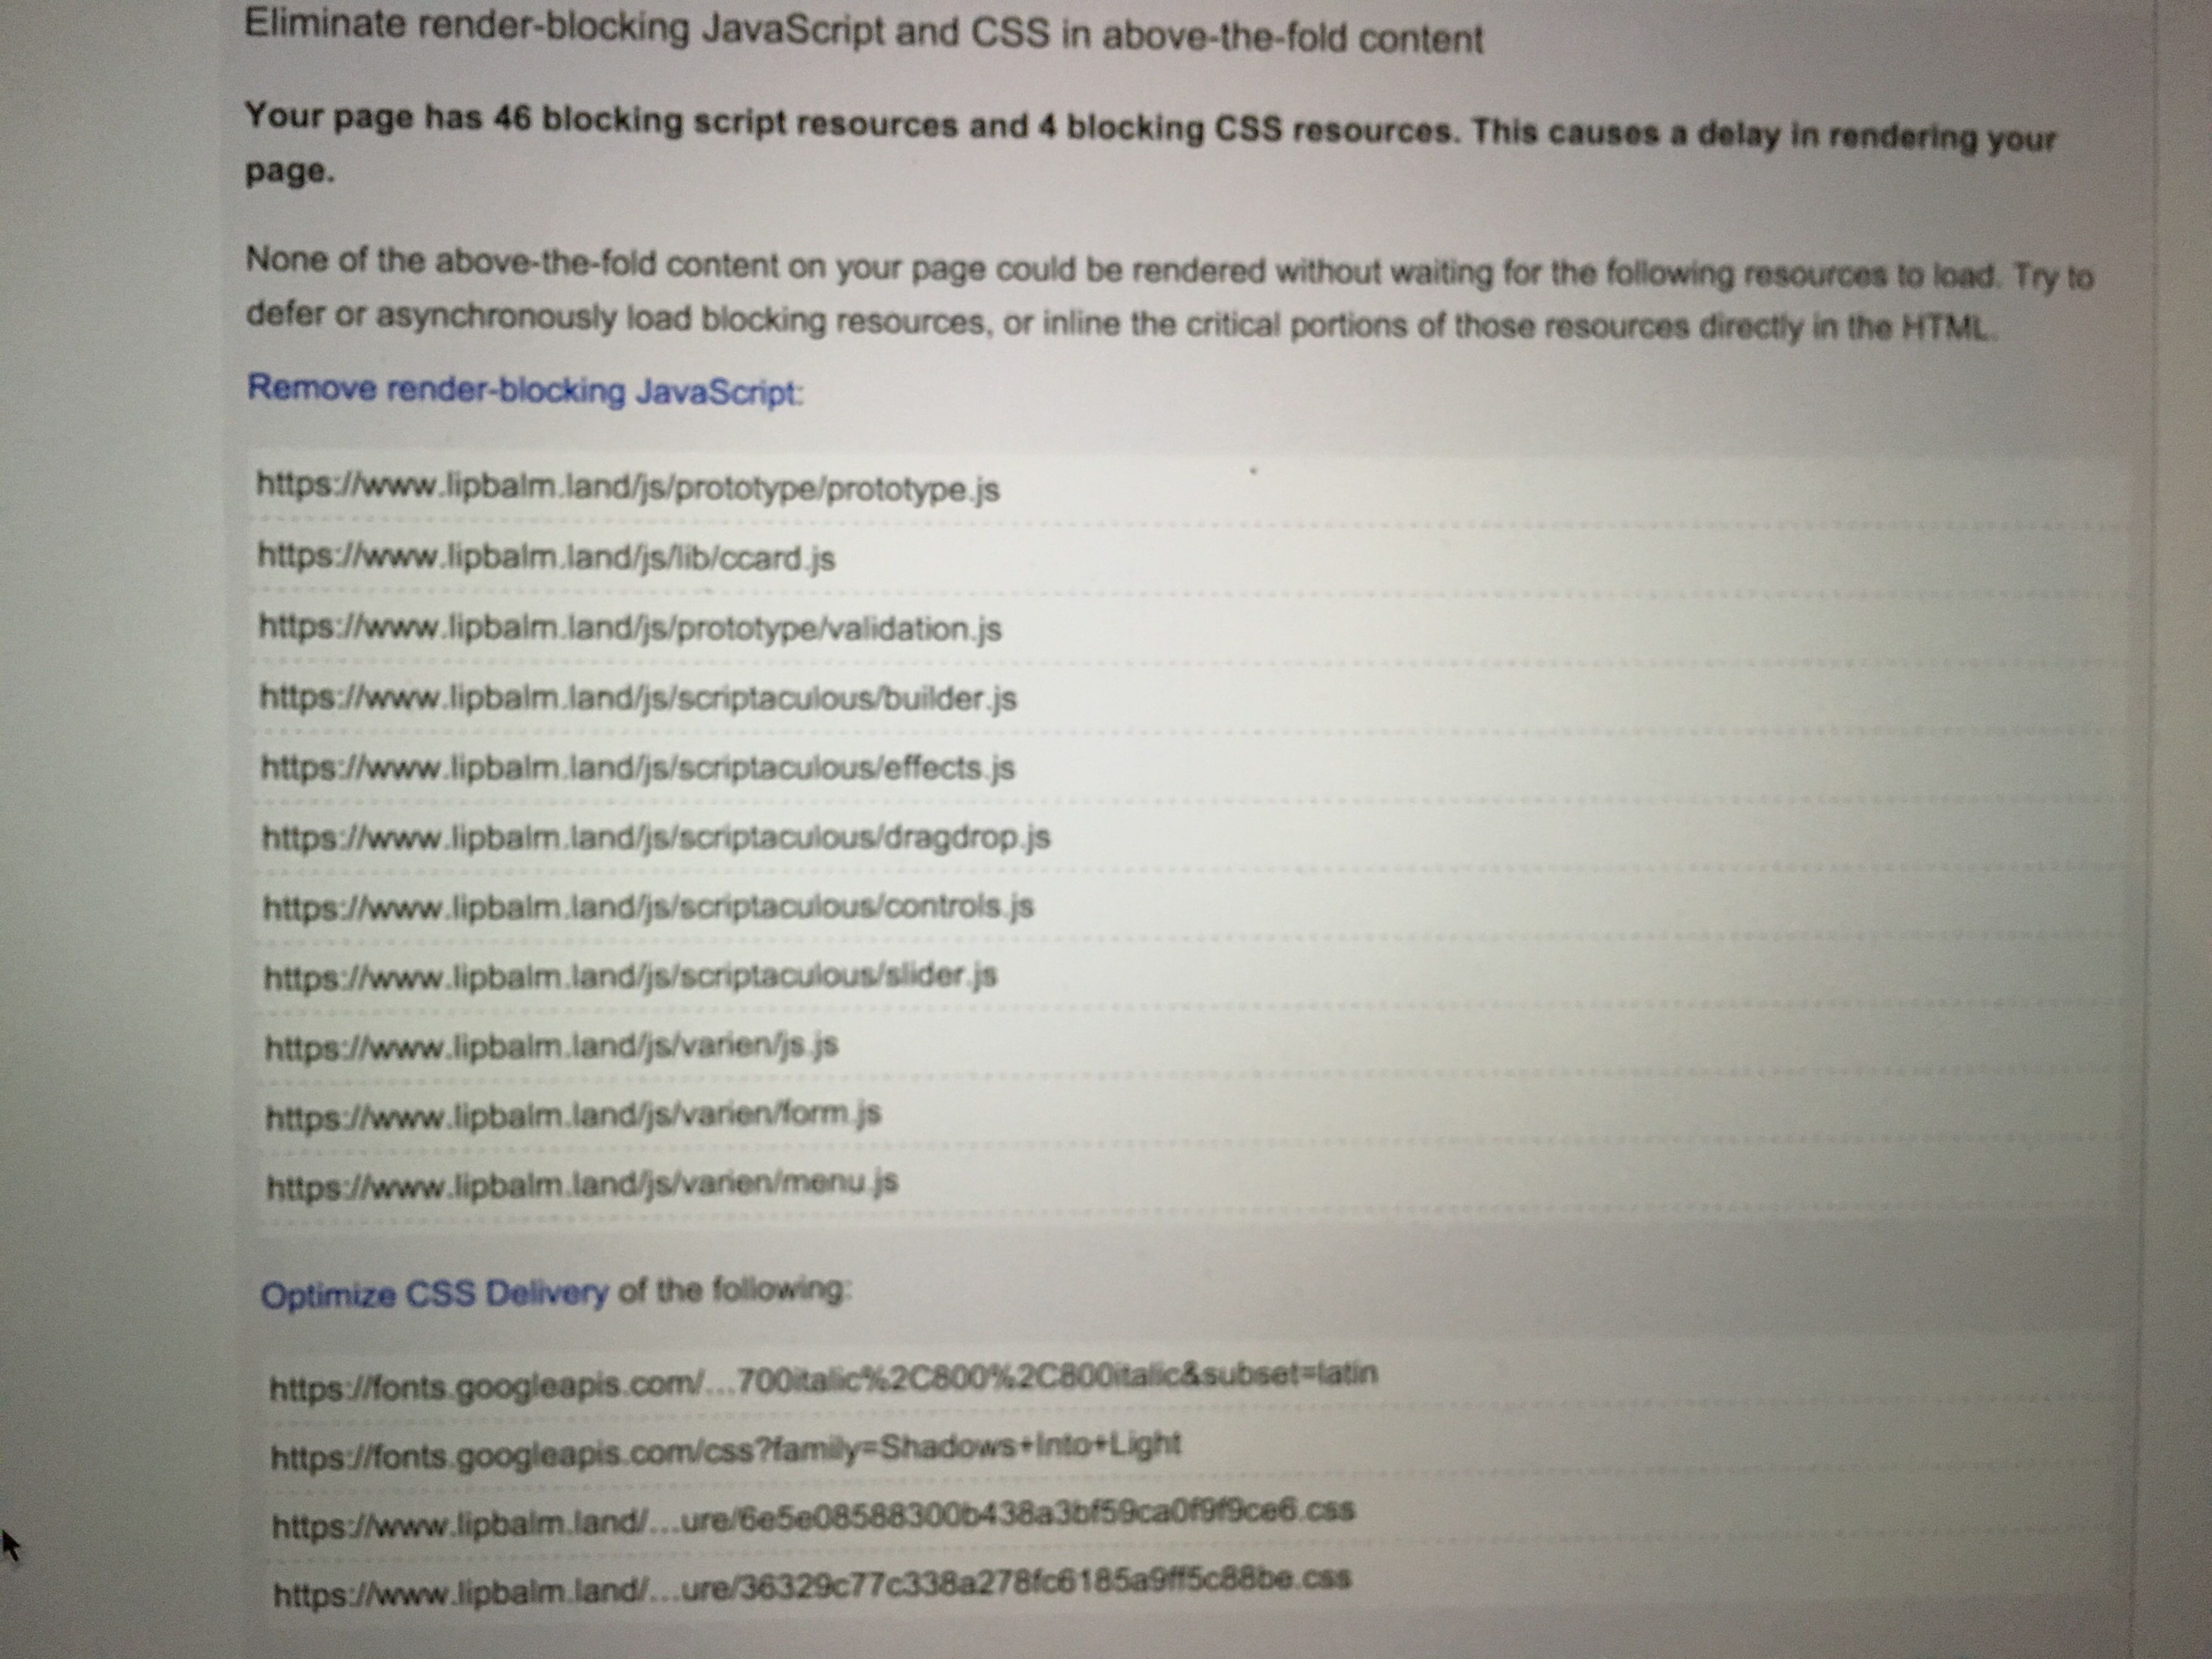 Eliminate render-blocking JavaScript and CSS in above-the-fold content
Your page has 46 blocking script resources and 4 blocking CSS resources. This causes a delay in rendering your
page.
None of the above-the-fold content on your page could be rendered without waiting for the following resources to load. Try to
defer or asynchronously load blocking resources, or inline the critical portions of those resources directly in the HTML.
Remove render-blocking JavaScript:
https://www.lipbalm.land/js/prototype/prototype.js
https://www.lipbalm.land/js/lib/ccard.js
https://www.lipbalm.land/js/prototype/validation.js
https://www.lipbalm.land/js/scriptaculous/builder.js
https://www.lipbalm.land/js/scriptaculous/effects.js
https://www.lipbalm.land/js/scriptaculous/dragdrop.js
https://www.lipbalm.land/js/scriptaculous/controls.js
https://www.lipbalm.land/js/scriptaculous/slider.js
https://www.lipbalm.land/js/varien/js.js
https://www.lipbalm.land/js/varien/form.js
https://www.lipbalm.land/js/varien/menu.js
Optimize CSS Delivery of the following:
https://fonts.googleapis.com/...700italic%2C800%2C800italic&subset=latin
https://fonts.googleapis.com/css?family=Shadows+Into+Light
https://www.lipbalm.land/...ure/6e5e08588300b438a3bf59ca0f9f9ce6.css
https://www.lipbalm.land/...ure/36329c77c338a278fc6185a9ff5c88be.css